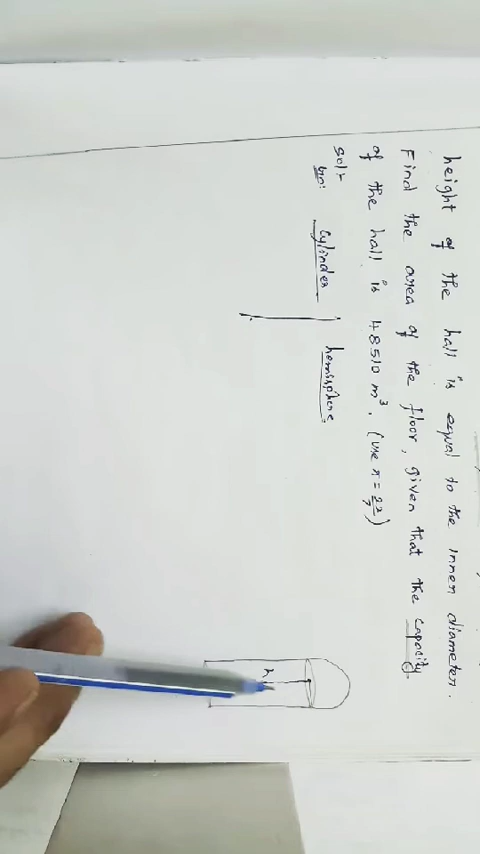 height of the hall is equal to the inner diameter.
Find the area of the floor, given that the capacity
of the hall is 48510 m³. (Use π = 22/7)
Sol:-
cylinder
hemisphere
h